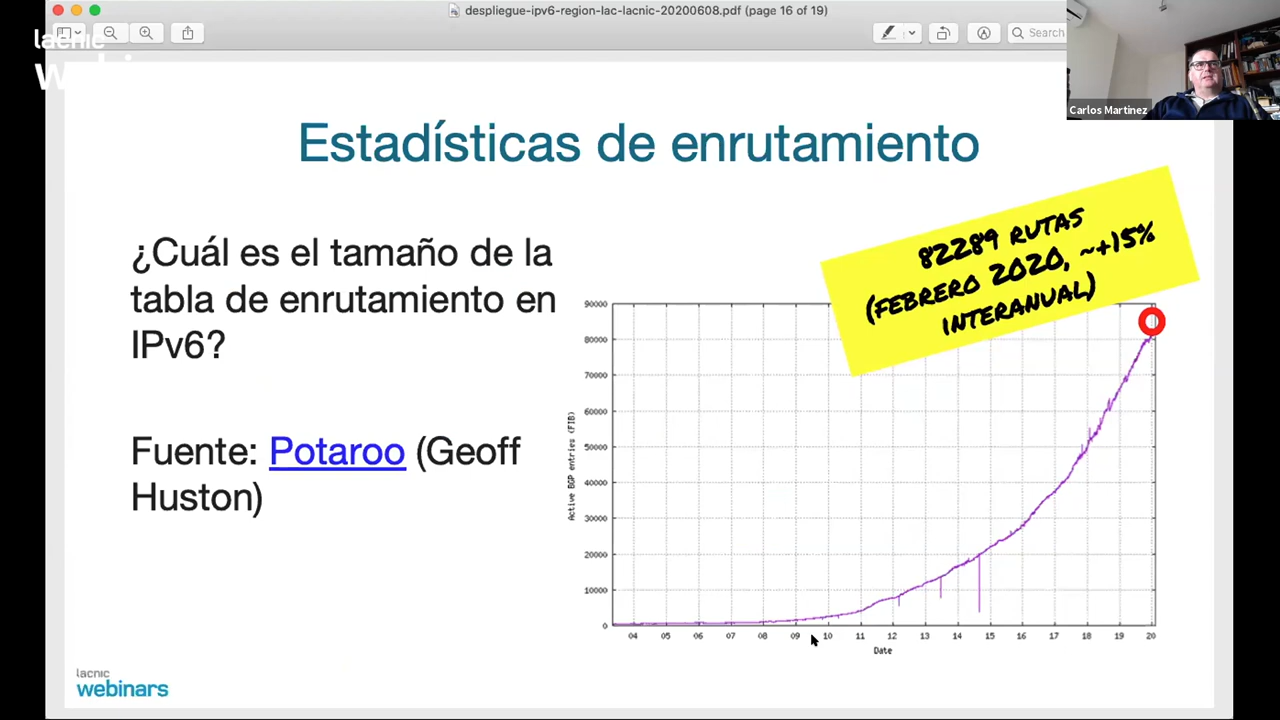 despliegue-ipv6-region-lac-lacnic-20200608.pdf (page 16 of 19)
Search
lacnic
Carlos Martinez
Estadísticas de enrutamiento
¿Cuál es el tamaño de la
tabla de enrutamiento en
IPv6?
Fuente: Potaroo (Geoff
Huston)
82289 RUTAS
(FEBRERO 2020, ~+15%
INTERANUAL)
Active BGP entries (FIB)
90000
80000
70000
60000
50000
40000
30000
20000
10000
0
04 05 06 07 08 09 10 11 12 13 14 15 16 17 18 19 20
Date
lacnic
webinars